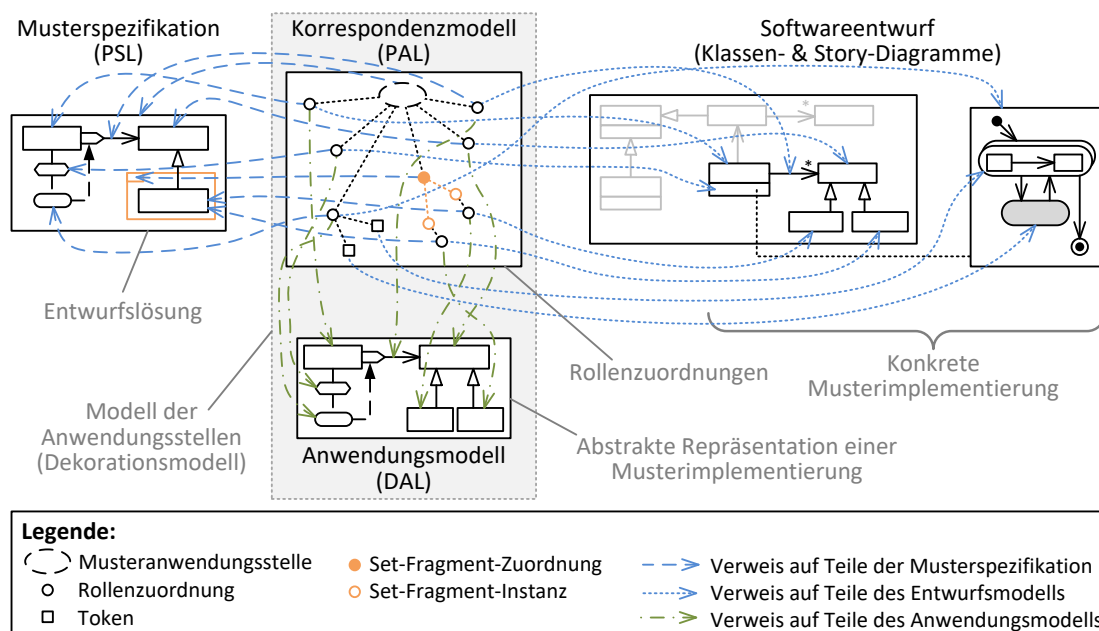 Musterspezifikation
(PSL)
Korrespondenzmodell
(PAL)
Softwareentwurf
(Klassen- & Story-Diagramme)
*
*
Entwurfslösung
Rollenzuordnungen
Konkrete
Musterimplementierung
Modell der
Anwendungsstellen
(Dekorationsmodell)
Abstrakte Repräsentation einer
Musterimplementierung
Anwendungsmodell
(DAL)
Legende:
Musteranwendungsstelle
Rollenzuordnung
Token
Set-Fragment-Zuordnung
Set-Fragment-Instanz
Verweis auf Teile der Musterspezifikation
Verweis auf Teile des Entwurfsmodells
Verweis auf Teile des Anwendungsmodells